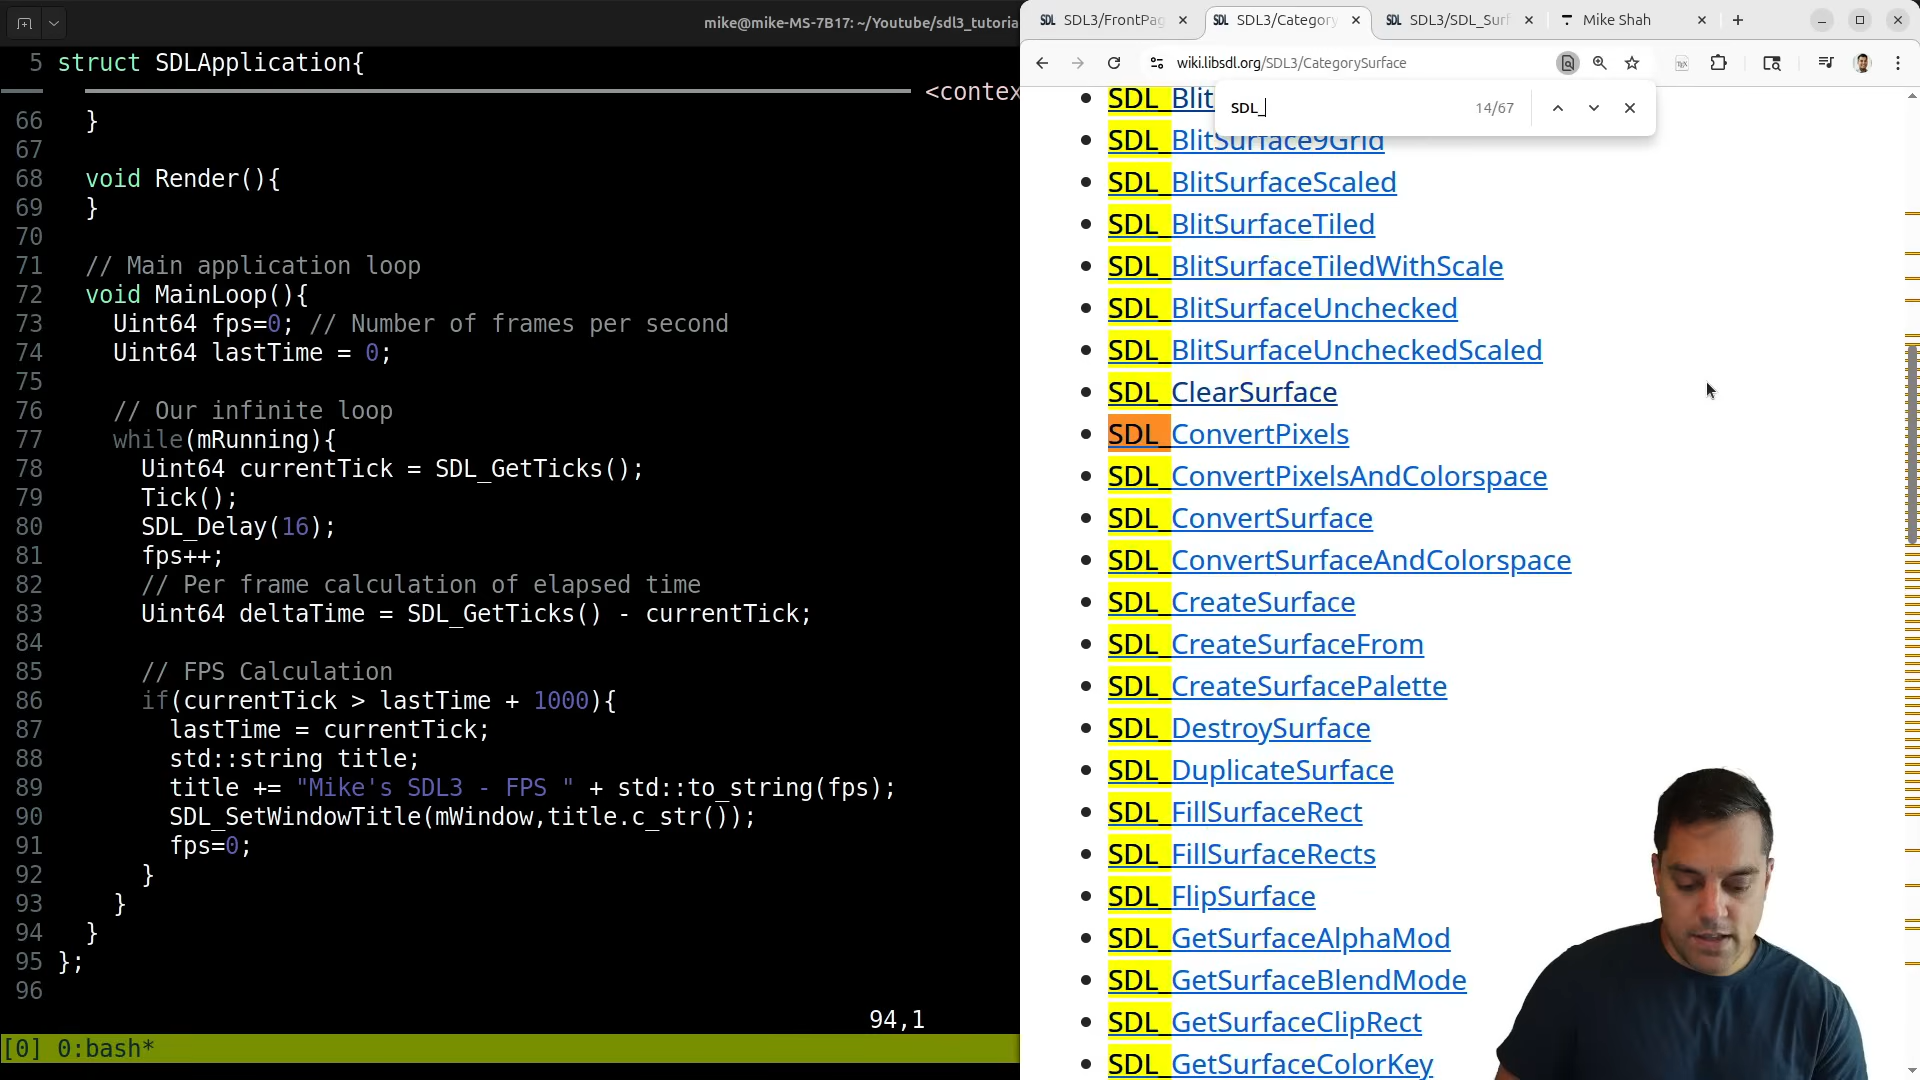 mike@mike-MS-7B17: ~/Youtube/sdl3_tutoria
5 struct SDLApplication{
<contex
66 }
67
68 void Render(){
69 }
70
71 // Main application loop
72 void MainLoop(){
73 Uint64 fps=0; // Number of frames per second
74 Uint64 lastTime = 0;
75
76 // Our infinite loop
77 while(mRunning){
78 Uint64 currentTick = SDL_GetTicks();
79 Tick();
80 SDL_Delay(16);
81 fps++;
82 // Per frame calculation of elapsed time
83 Uint64 deltaTime = SDL_GetTicks() - currentTick;
84
85 // FPS Calculation
86 if(currentTick > lastTime + 1000){
87 lastTime = currentTick;
88 std::string title;
89 title += "Mike's SDL3 - FPS " + std::to_string(fps);
90 SDL_SetWindowTitle(mWindow,title.c_str());
91 fps=0;
92 }
93 }
94 }
95 };
96
94,1
[0] 0:bash*
SDL SDL3/FrontPag
SDL SDL3/Category
SDL SDL3/SDL_Surf
Mike Shah
wiki.libsdl.org/SDL3/CategorySurface
SDL_ 14/67
SDL_Blit
SDL_BlitSurface9Grid
SDL_BlitSurfaceScaled
SDL_BlitSurfaceTiled
SDL_BlitSurfaceTiledWithScale
SDL_BlitSurfaceUnchecked
SDL_BlitSurfaceUncheckedScaled
SDL_ClearSurface
SDL_ConvertPixels
SDL_ConvertPixelsAndColorspace
SDL_ConvertSurface
SDL_ConvertSurfaceAndColorspace
SDL_CreateSurface
SDL_CreateSurfaceFrom
SDL_CreateSurfacePalette
SDL_DestroySurface
SDL_DuplicateSurface
SDL_FillSurfaceRect
SDL_FillSurfaceRects
SDL_FlipSurface
SDL_GetSurfaceAlphaMod
SDL_GetSurfaceBlendMode
SDL_GetSurfaceClipRect
SDL_GetSurfaceColorKey